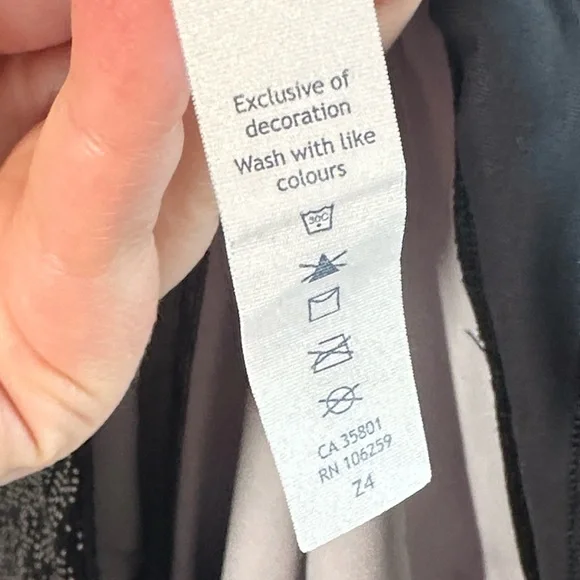 Exclusive of
decoration
Wash with like
colours
30C
CA 35801
RN 106259
Z4